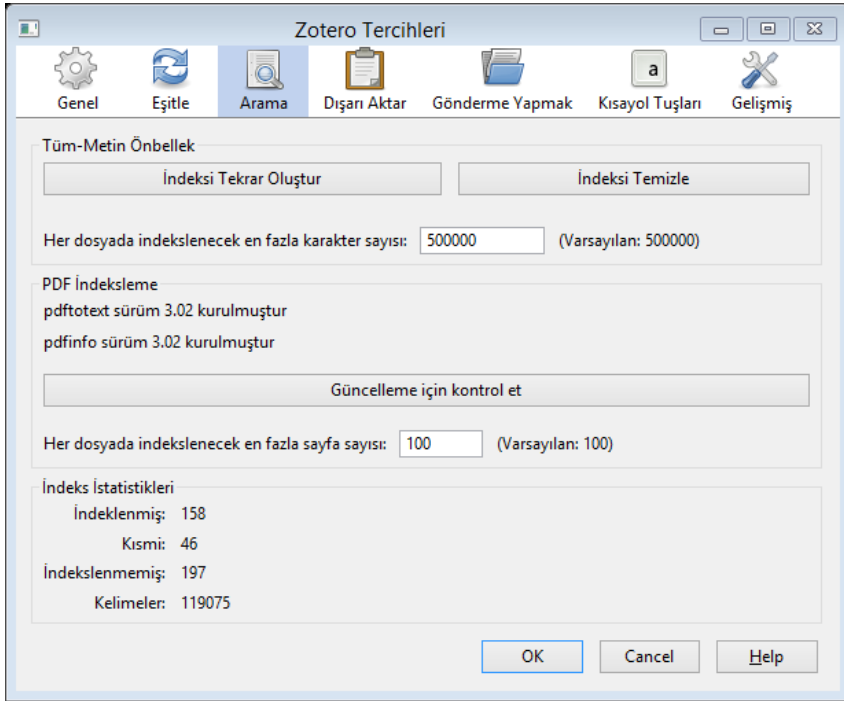 Zotero Tercihleri
Genel Eşitle Arama Dışarı Aktar Gönderme Yapmak Kısayol Tuşları Gelişmiş
Tüm-Metin Önbellek
İndeksi Tekrar Oluştur İndeksi Temizle
Her dosyada indekslenecek en fazla karakter sayısı: 500000 (Varsayılan: 500000)
PDF İndeksleme
pdftotext sürüm 3.02 kurulmuştur
pdfinfo sürüm 3.02 kurulmuştur
Güncelleme için kontrol et
Her dosyada indekslenecek en fazla sayfa sayısı: 100 (Varsayılan: 100)
İndeks İstatistikleri
İndeklenmiş: 158
Kısmi: 46
İndekslenmemiş: 197
Kelimeler: 119075
OK Cancel Help